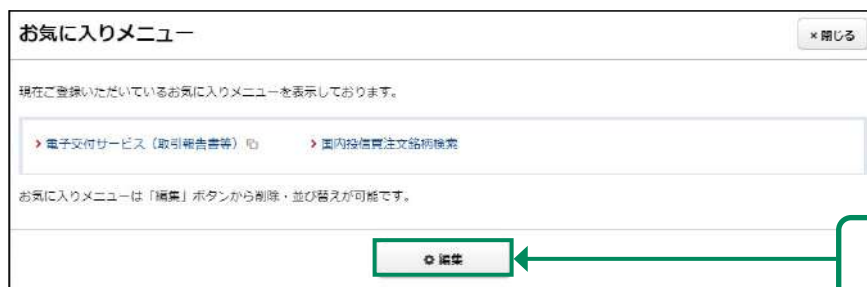 お気に入りメニュー
×閉じる
現在ご登録いただいているお気に入りメニューを表示しております。
電子交付サービス（取引報告書等） 国内投信買注文銘柄検索
お気に入りメニューは「編集」ボタンから削除・並び替えが可能です。
編集